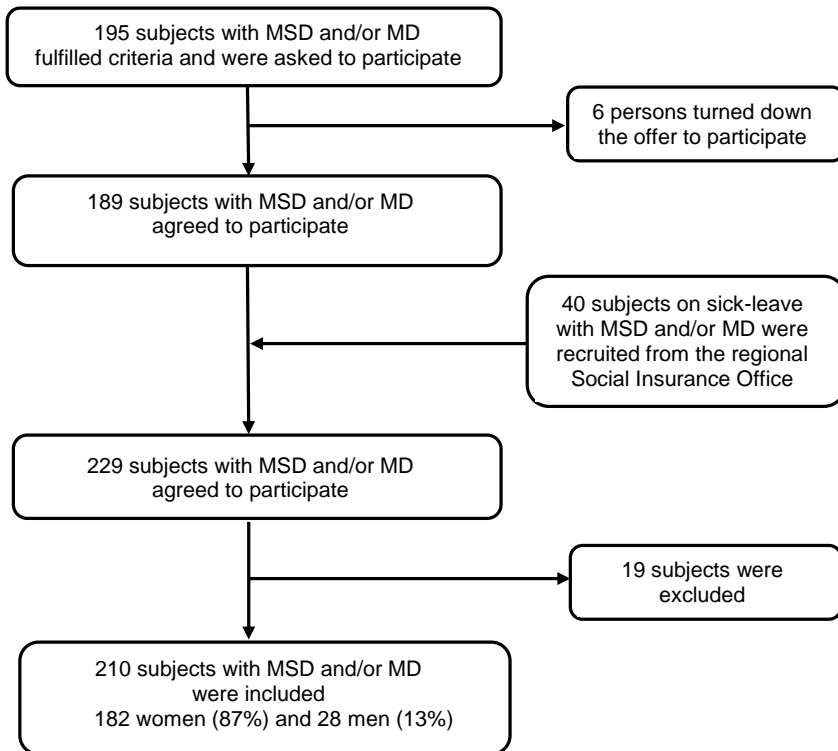 195 subjects with MSD and/or MD
fulfilled criteria and were asked to participate
6 persons turned down
the offer to participate
189 subjects with MSD and/or MD
agreed to participate
40 subjects on sick-leave
with MSD and/or MD were
recruited from the regional
Social Insurance Office
229 subjects with MSD and/or MD
agreed to participate
19 subjects were
excluded
210 subjects with MSD and/or MD
were included
182 women (87%) and 28 men (13%)